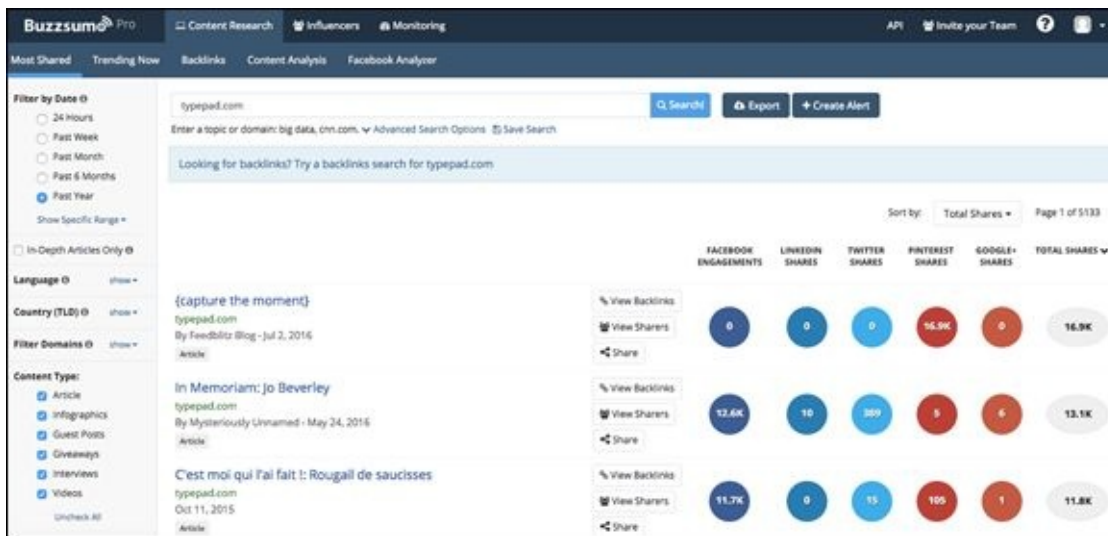 Buzzsumo Pro
Content Research
Influencers
Monitoring
API
Invite your Team
?
Most Shared
Trending Now
Backlinks
Content Analysis
Facebook Analyzer
Filter by Date
24 Hours
Past Week
Past Month
Past 6 Months
Past Year
Show Specific Range
In-Depth Articles Only
Language
show
Country (TLD)
show
Filter Domains
show
Content Type:
Article
Infographics
Guest Posts
Giveaways
Interviews
Videos
Uncheck All
typepad.com
Search!
Export
+ Create Alert
Enter a topic or domain: big data, cnn.com.
Advanced Search Options
Save Search
Looking for backlinks? Try a backlinks search for typepad.com
Sort by:
Total Shares
Page 1 of 5133
FACEBOOK ENGAGEMENTS
LINKEDIN SHARES
TWITTER SHARES
PINTEREST SHARES
GOOGLE+ SHARES
TOTAL SHARES
{capture the moment}
typepad.com
By Feedblitz Blog - Jul 2, 2016
Article
View Backlinks
View Sharers
Share
0
0
0
16.9K
0
16.9K
In Memoriam: Jo Beverley
typepad.com
By Mysteriously Unnamed - May 24, 2016
Article
View Backlinks
View Sharers
Share
12.6K
10
389
5
6
13.1K
C'est moi qui l'ai fait !: Rougail de saucisses
typepad.com
Oct 11, 2015
Article
View Backlinks
View Sharers
Share
11.7K
0
15
105
1
11.8K